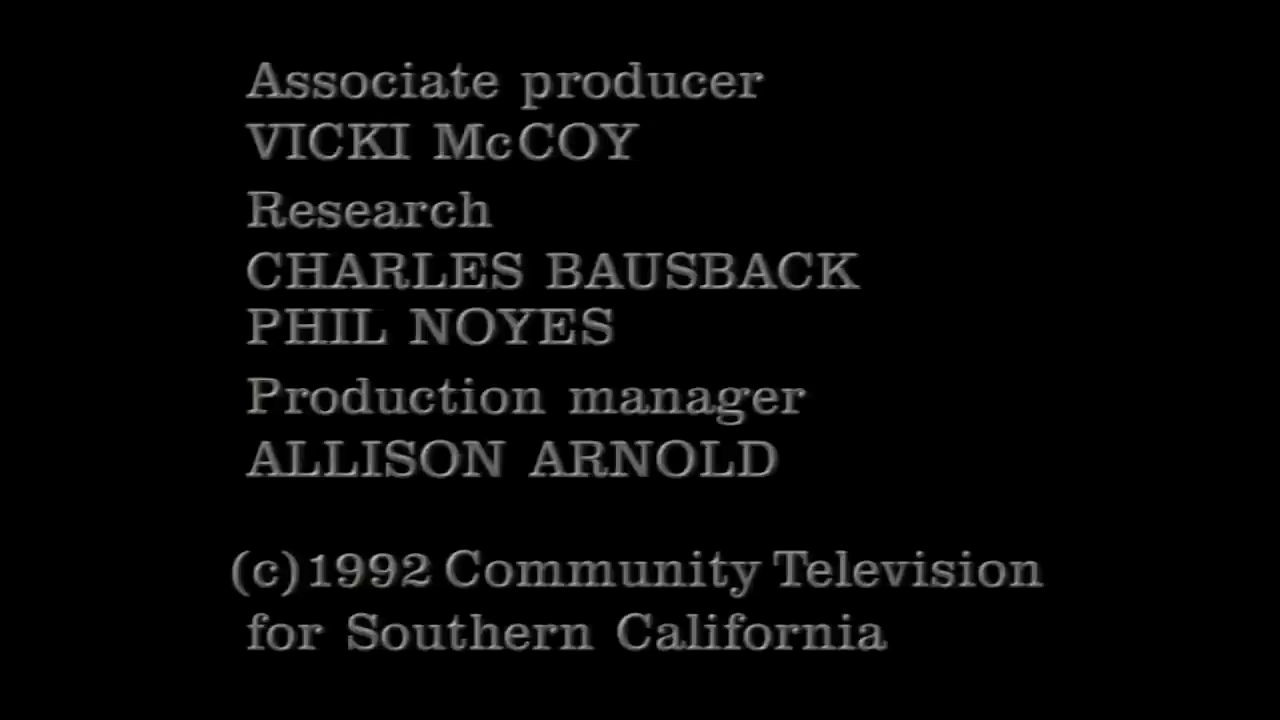 Associate producer
VICKI McCOY
Research
CHARLES BAUSBACK
PHIL NOYES
Production manager
ALLISON ARNOLD
(c) 1992 Community Television
for Southern California